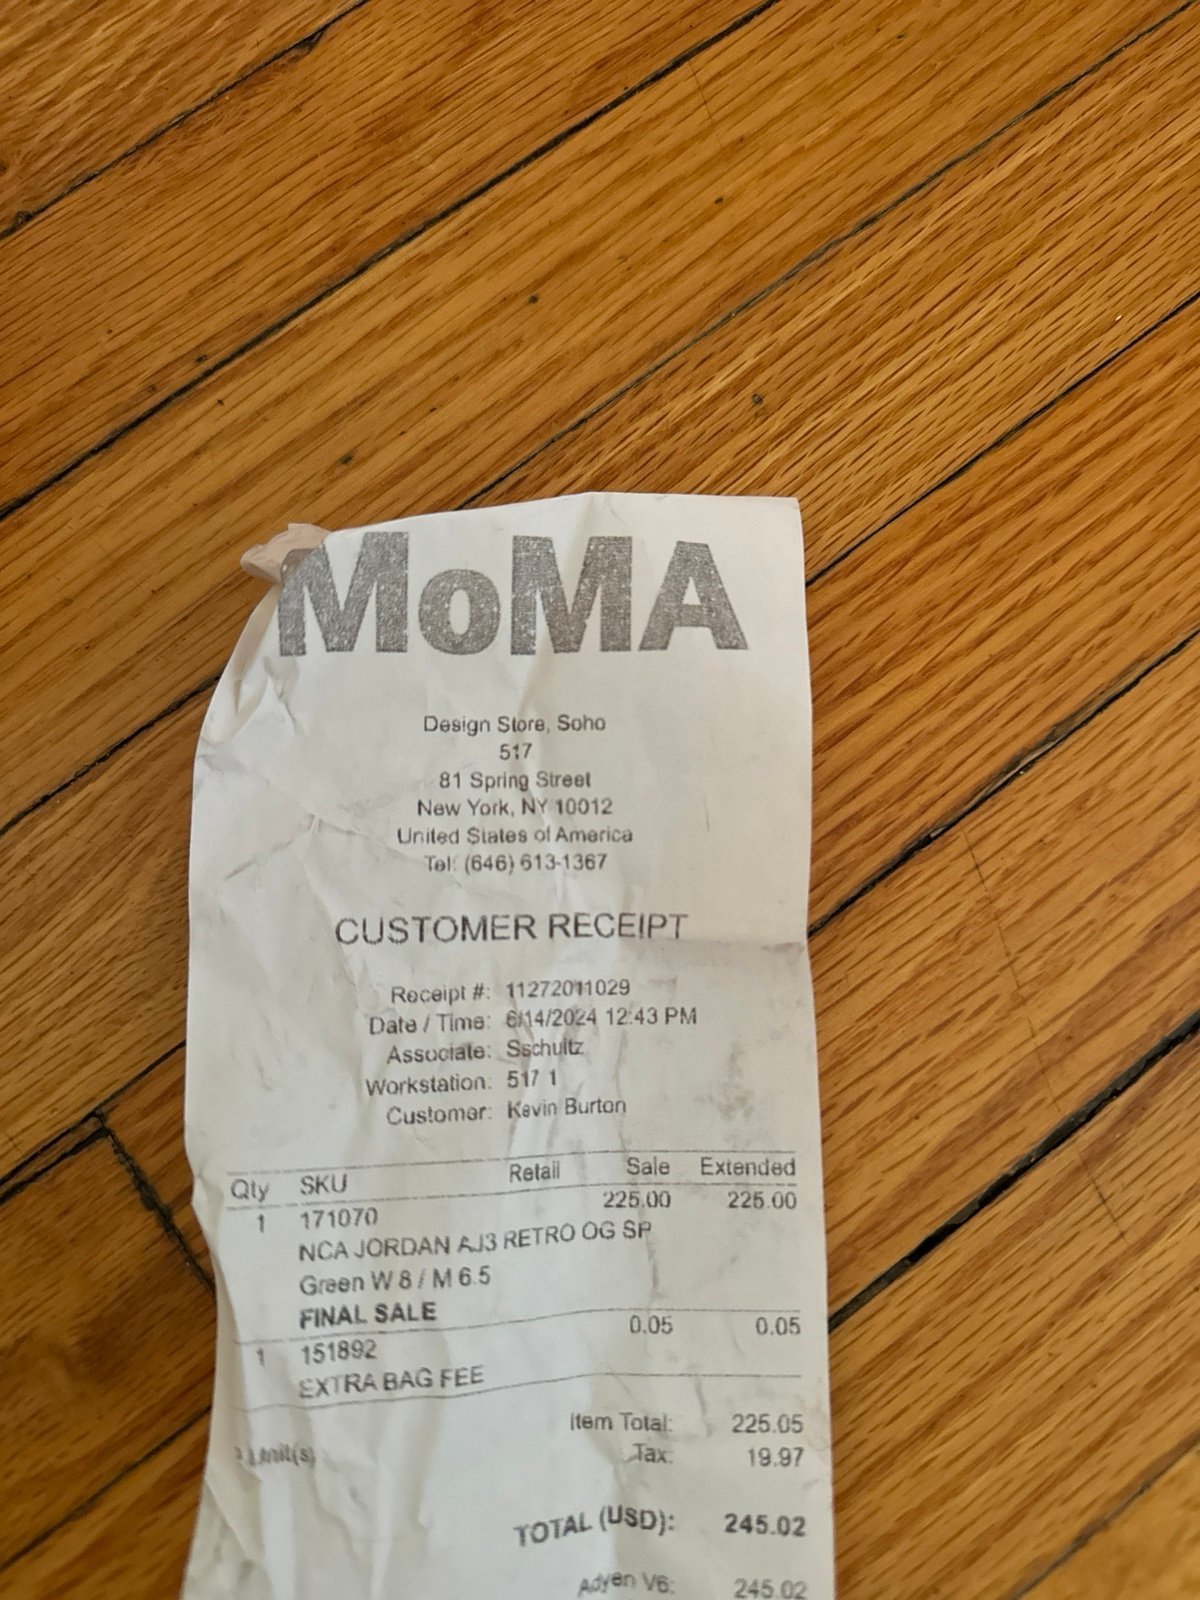 MoMA
Design Store, Soho
517
81 Spring Street
New York, NY 10012
United States of America
Tel: (646) 613-1367
CUSTOMER RECEIPT
Receipt #: 11272011029
Date / Time: 6/14/2024 12:43 PM
Associate: Sschultz
Workstation: 517 1
Customer: Kevin Burton
Qty SKU Retail Sale Extended
1 171070 225.00 225.00
NCA JORDAN AJ3 RETRO OG SP
Green W 8 / M 6.5
FINAL SALE
1 151892 0.05 0.05
EXTRA BAG FEE
Item Total: 225.05
Unit(s) Tax: 19.97
TOTAL (USD): 245.02
Adyen V6: 245.02